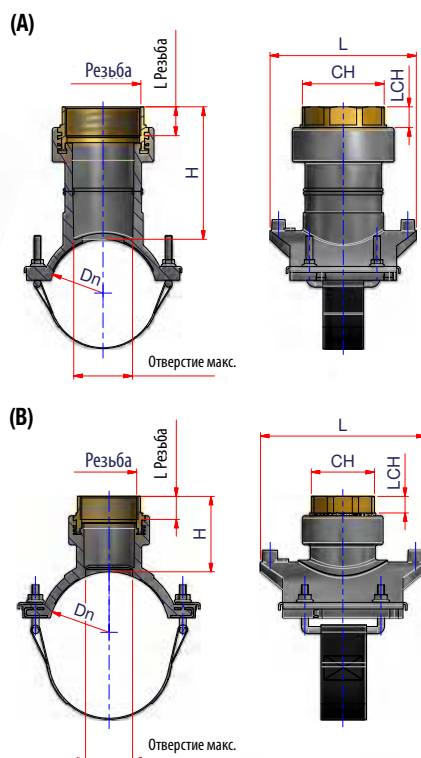 (A)
Резьба
L Резьба
H
Dn
Отверстие макс.
L
CH
LCH
(B)
Резьба
L Резьба
H
Dn
Отверстие макс.
L
CH
LCH